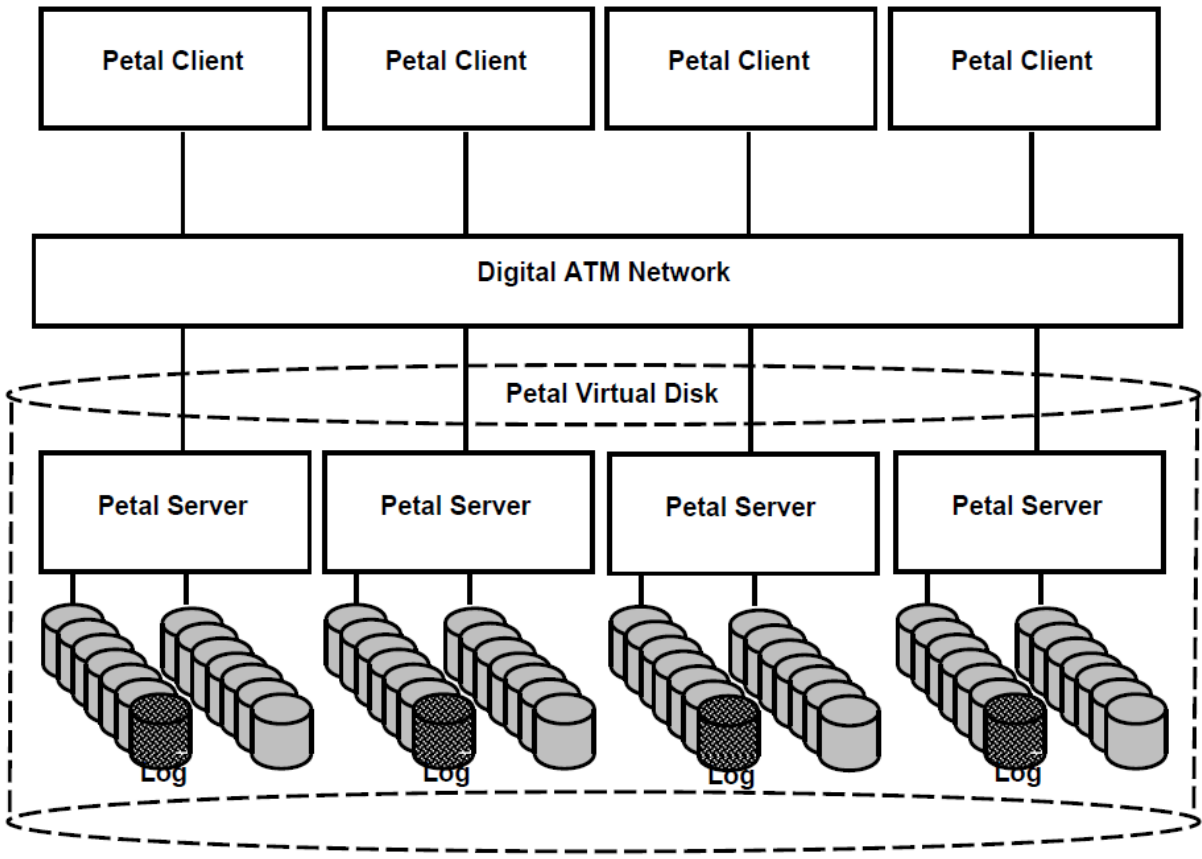 Petal Client
Petal Client
Petal Client
Petal Client
Digital ATM Network
Petal Virtual Disk
Petal Server
Petal Server
Petal Server
Petal Server
Log
Log
Log
Log